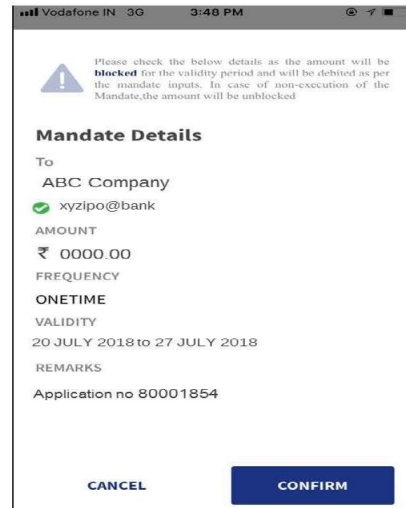 Vodafone IN 3G 3:48 PM
Please check the below details as the amount will be
blocked for the validity period and will be debited as per
the mandate inputs. In case of non-execution of the
Mandate,the amount will be unblocked
Mandate Details
To
ABC Company
xyzipo@bank
AMOUNT
₹ 0000.00
FREQUENCY
ONETIME
VALIDITY
20 JULY 2018 to 27 JULY 2018
REMARKS
Application no 80001854
CANCEL CONFIRM